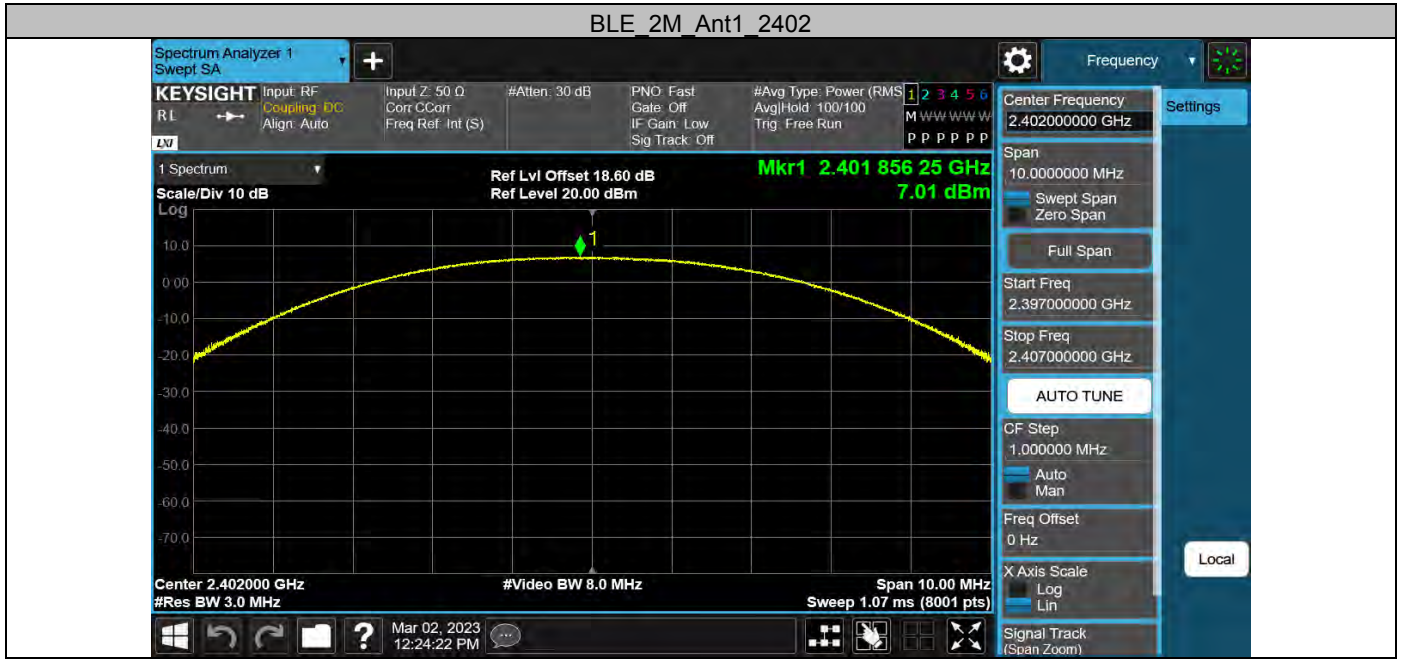 BLE_2M_Ant1_2402
Spectrum Analyzer 1
Swept SA
+
Frequency
KEYSIGHT
RL
LXI
Input: RF
Coupling: DC
Align: Auto
Input Z: 50 Ω
Corr CCorr
Freq Ref: Int (S)
#Atten: 30 dB
PNO: Fast
Gate: Off
IF Gain: Low
Sig Track: Off
#Avg Type: Power (RMS
Avg|Hold: 100/100
Trig: Free Run
1 2 3 4 5 6
M W W W W W
P P P P P P
1 Spectrum
Scale/Div 10 dB
Log
Ref Lvl Offset 18.60 dB
Ref Level 20.00 dBm
Mkr1 2.401 856 25 GHz
7.01 dBm
1
10.0
0.00
-10.0
-20.0
-30.0
-40.0
-50.0
-60.0
-70.0
Center 2.402000 GHz
#Res BW 3.0 MHz
#Video BW 8.0 MHz
Span 10.00 MHz
Sweep 1.07 ms (8001 pts)
Center Frequency
2.402000000 GHz
Span
10.0000000 MHz
Swept Span
Zero Span
Full Span
Start Freq
2.397000000 GHz
Stop Freq
2.407000000 GHz
AUTO TUNE
CF Step
1.000000 MHz
Auto
Man
Freq Offset
0 Hz
X Axis Scale
Log
Lin
Signal Track
(Span Zoom)
Settings
Local
?
Mar 02, 2023
12:24:22 PM